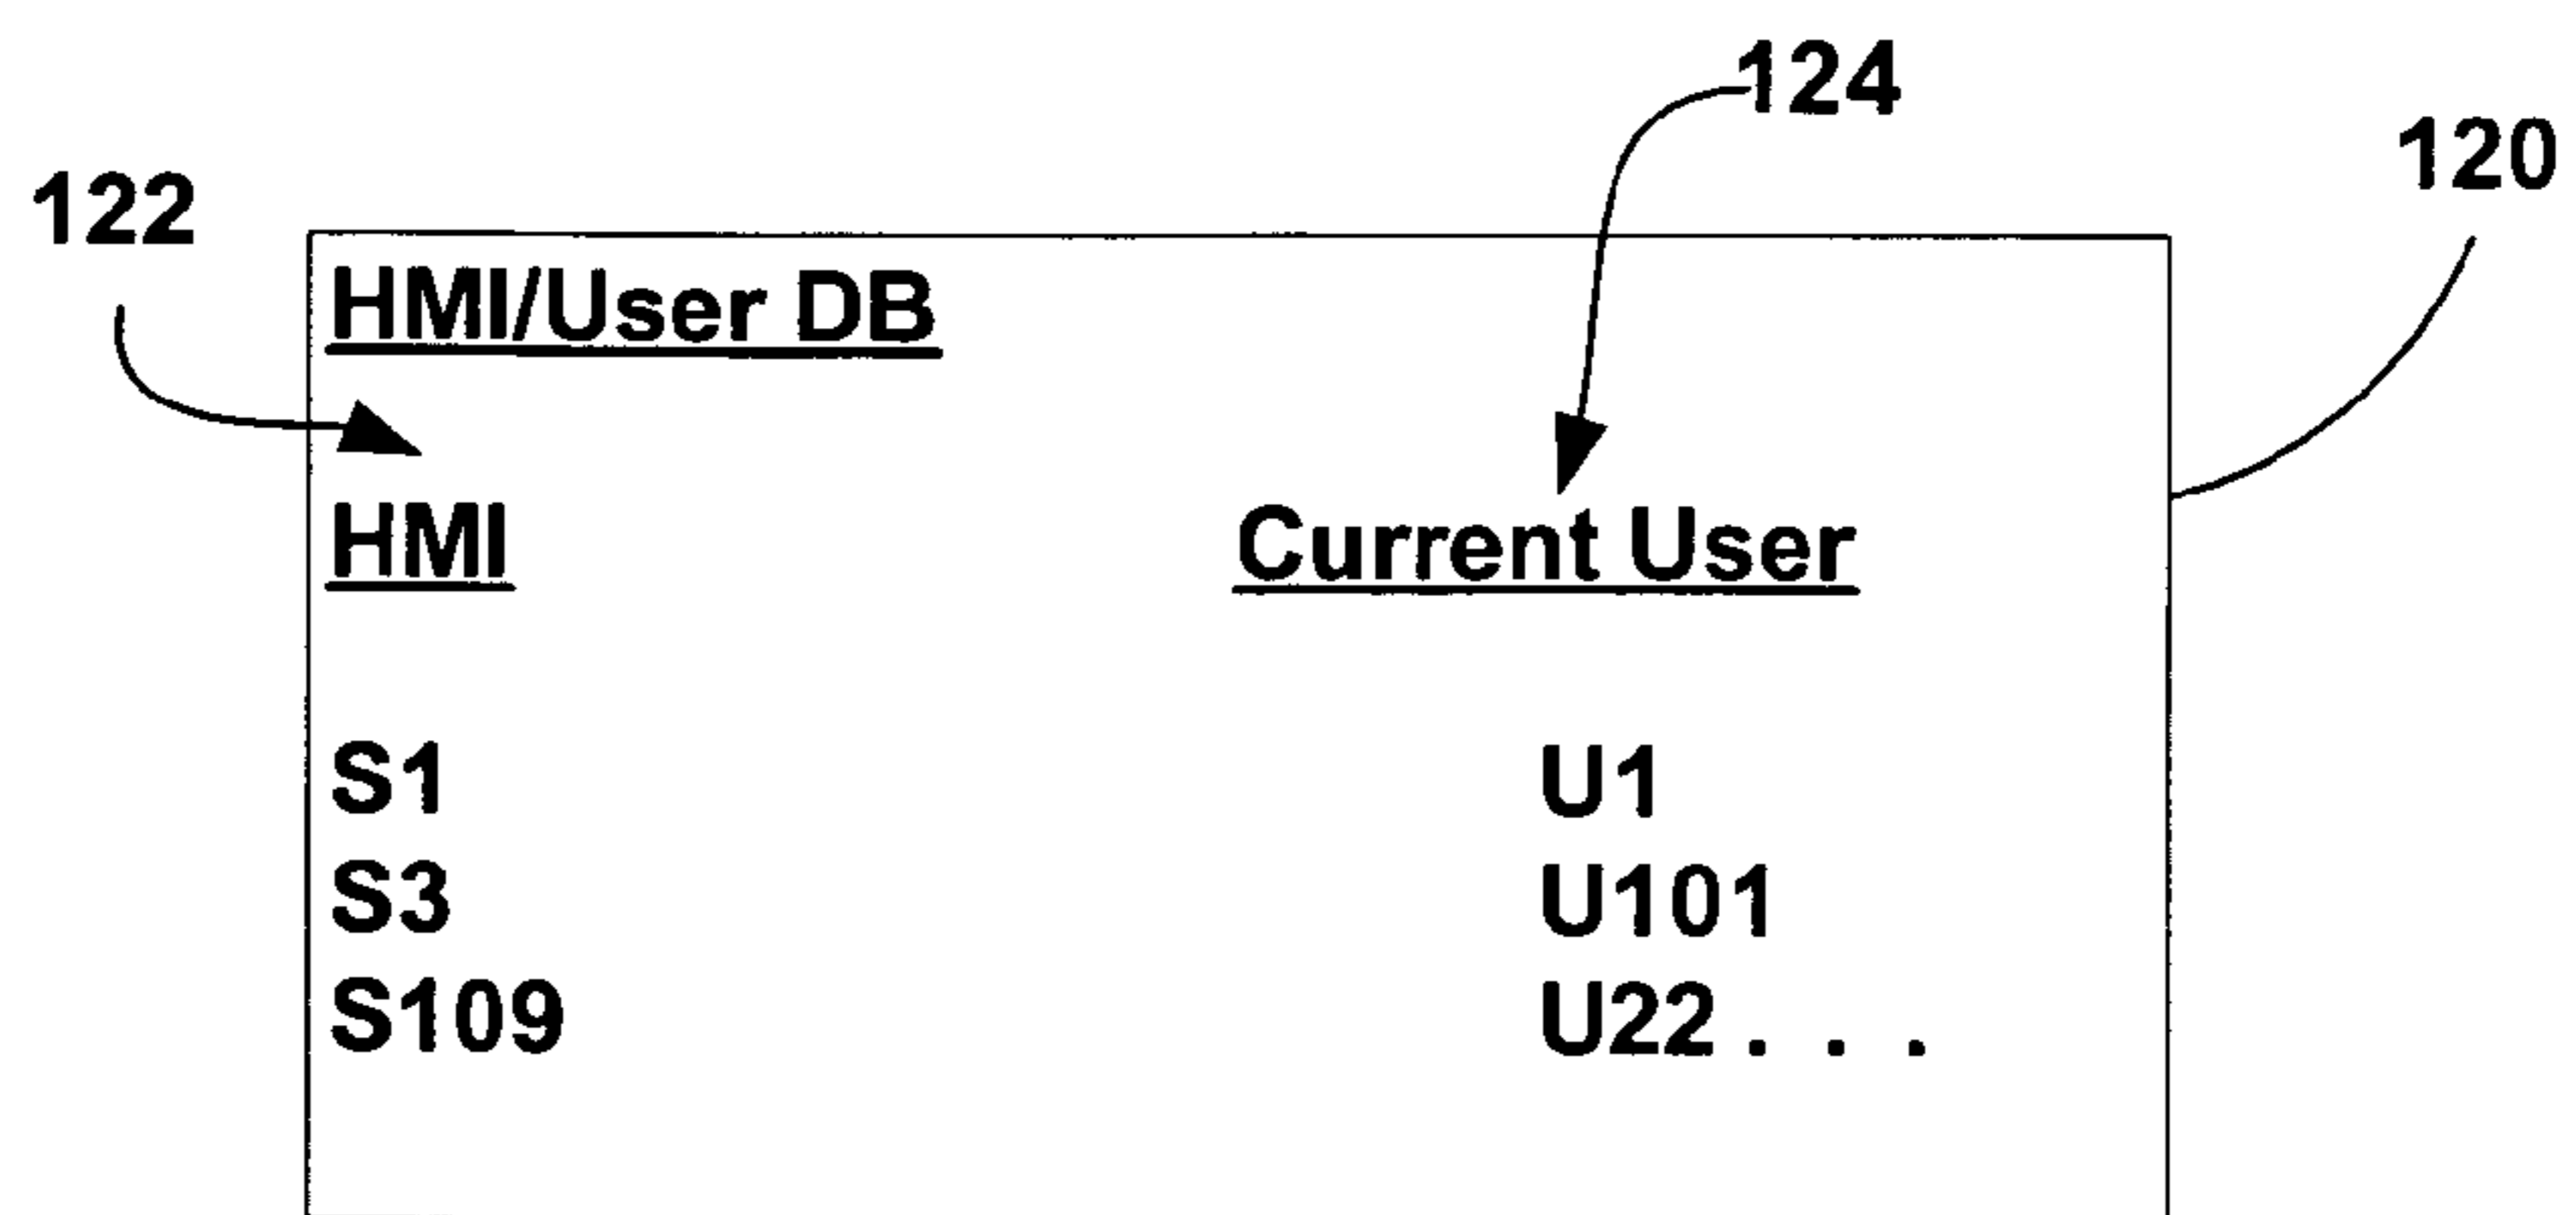 124
120
122
HMI/User DB
HMI Current User
S1 U1
S3 U101
S109 U22 . . .